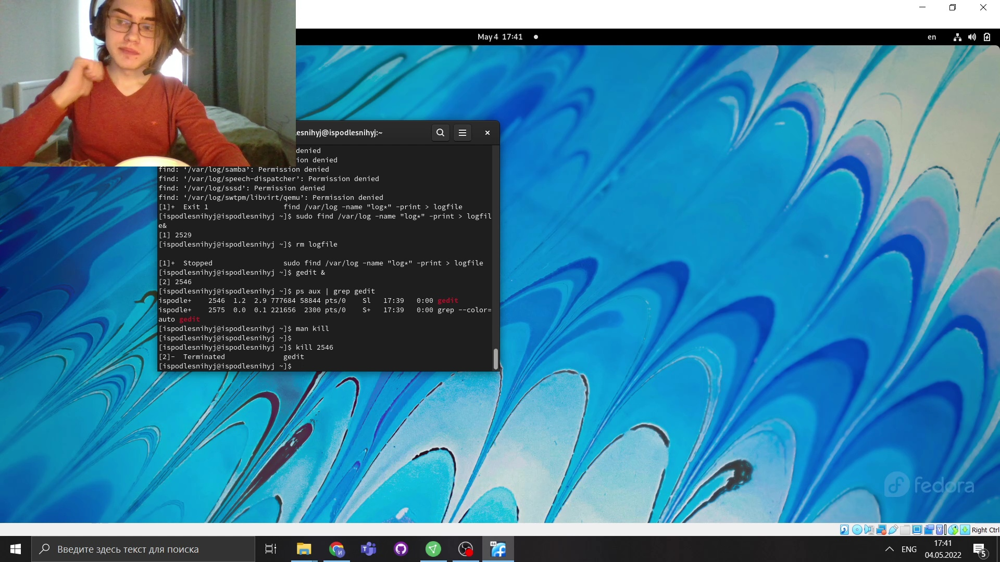 May 4 17:41
en
esnihyj@ispodlesnihyj:~
denied
ion denied
find: ‘/var/log/samba’: Permission denied
find: ‘/var/log/speech-dispatcher’: Permission denied
find: ‘/var/log/sssd’: Permission denied
find: ‘/var/log/swtpm/libvirt/qemu’: Permission denied
[1]+  Exit 1                  find /var/log -name "log*" -print > logfile
[ispodlesnihyj@ispodlesnihyj ~]$ sudo find /var/log -name "log*" -print > logfil
e&
[1] 2529
[ispodlesnihyj@ispodlesnihyj ~]$ rm logfile
[1]+  Stopped                 sudo find /var/log -name "log*" -print > logfile
[ispodlesnihyj@ispodlesnihyj ~]$ gedit &
[2] 2546
[ispodlesnihyj@ispodlesnihyj ~]$ ps aux | grep gedit
ispodle+    2546  1.2  2.9 777684 58844 pts/0    Sl   17:39   0:00 gedit
ispodle+    2575  0.0  0.1 221656  2300 pts/0    S+   17:39   0:00 grep --color=
auto gedit
[ispodlesnihyj@ispodlesnihyj ~]$ man kill
[ispodlesnihyj@ispodlesnihyj ~]$
[ispodlesnihyj@ispodlesnihyj ~]$ kill 2546
[2]-  Terminated              gedit
[ispodlesnihyj@ispodlesnihyj ~]$
fedora
Right Ctrl
Введите здесь текст для поиска
64
ENG
17:41
04.05.2022
5